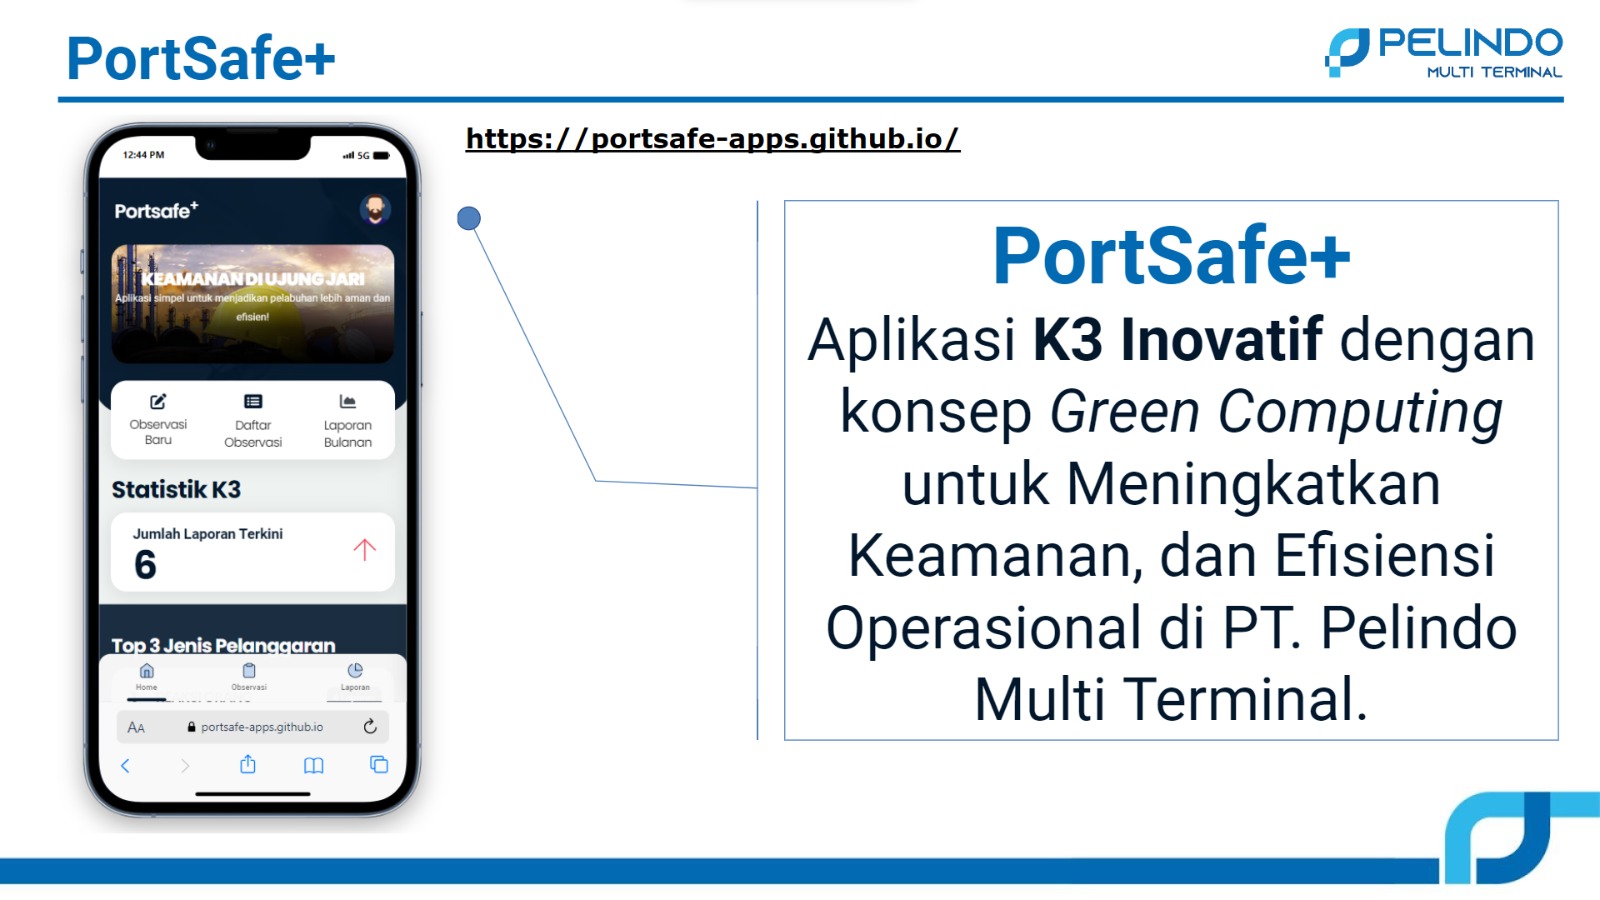 PortSafe+
PELINDO
MULTI TERMINAL
https://portsafe-apps.github.io/
12:44 PM
5G
Portsafe+
KEAMANAN DI UJUNG JARI
Aplikasi simpel untuk menjadikan pelabuhan lebih aman dan
efisien!
Observasi
Baru
Daftar
Observasi
Laporan
Bulanan
Statistik K3
Jumlah Laporan Terkini
6
Top 3 Jenis Pelanggaran
Home
Observasi
Laporan
AA
portsafe-apps.github.io
PortSafe+
Aplikasi K3 Inovatif dengan
konsep Green Computing
untuk Meningkatkan
Keamanan, dan Efisiensi
Operasional di PT. Pelindo
Multi Terminal.